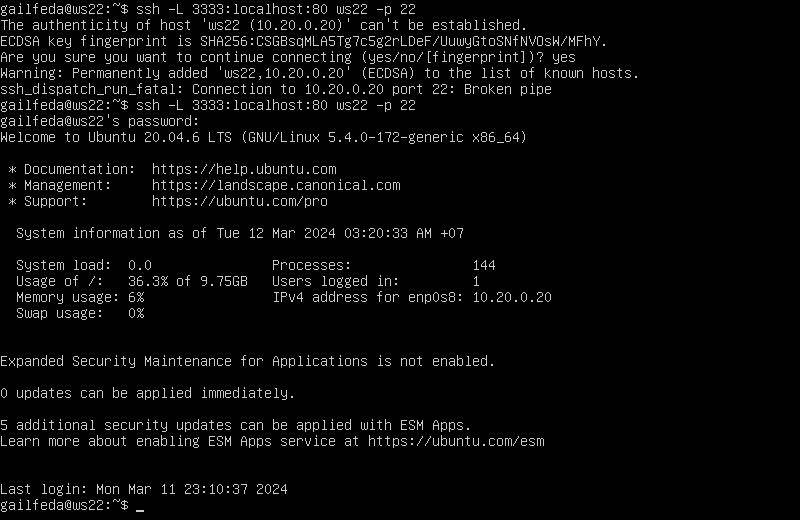 gailfeda@ws22:~$ ssh -L 3333:localhost:80 ws22 -p 22
The authenticity of host 'ws22 (10.20.0.20)' can't be established.
ECDSA key fingerprint is SHA256:CSGBsqMLA5Tg7c5g2rLDeF/UuwyGtoSNfNVOsW/MFhY.
Are you sure you want to continue connecting (yes/no/[fingerprint])? yes
Warning: Permanently added 'ws22,10.20.0.20' (ECDSA) to the list of known hosts.
ssh_dispatch_run_fatal: Connection to 10.20.0.20 port 22: Broken pipe
gailfeda@ws22:~$ ssh -L 3333:localhost:80 ws22 -p 22
gailfeda@ws22's password:
Welcome to Ubuntu 20.04.6 LTS (GNU/Linux 5.4.0-172-generic x86_64)
* Documentation:  https://help.ubuntu.com
* Management:     https://landscape.canonical.com
* Support:        https://ubuntu.com/pro
System information as of Tue 12 Mar 2024 03:20:33 AM +07
System load:  0.0               Processes:               144
Usage of /:   36.3% of 9.75GB   Users logged in:         1
Memory usage: 6%                IPv4 address for enp0s8: 10.20.0.20
Swap usage:   0%
Expanded Security Maintenance for Applications is not enabled.
0 updates can be applied immediately.
5 additional security updates can be applied with ESM Apps.
Learn more about enabling ESM Apps service at https://ubuntu.com/esm
Last login: Mon Mar 11 23:10:37 2024
gailfeda@ws22:~$ _